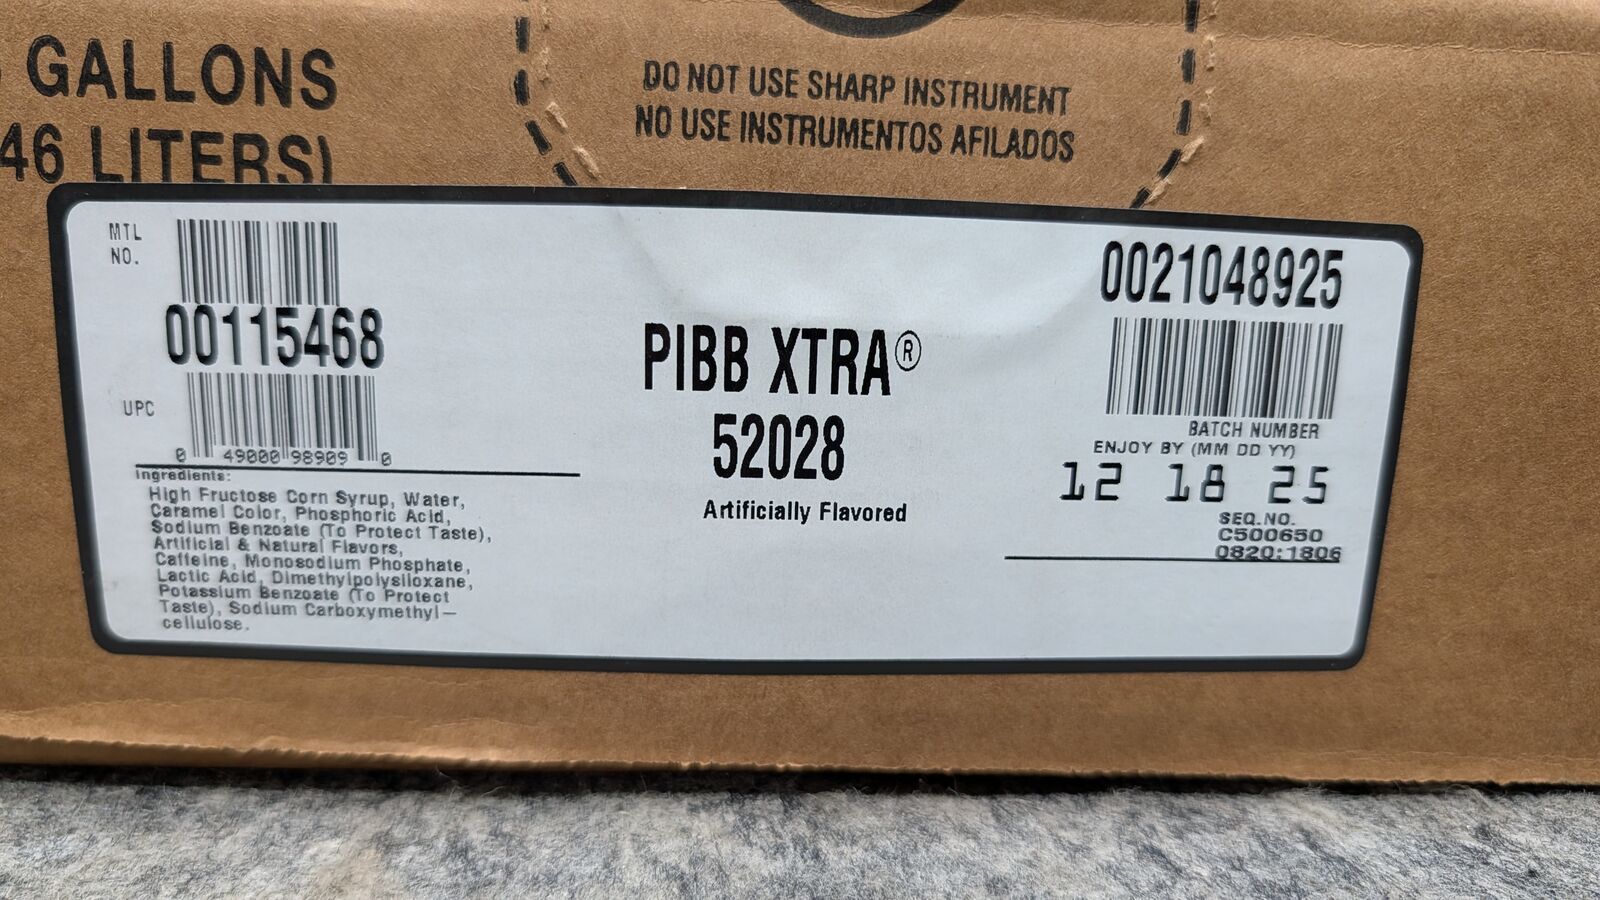 GALLONS
46 LITERS)
DO NOT USE SHARP INSTRUMENT
NO USE INSTRUMENTOS AFILADOS
MTL
NO.
00115468
UPC
0 49000 98909 0
Ingredients:
High Fructose Corn Syrup, Water,
Caramel Color, Phosphoric Acid,
Sodium Benzoate (To Protect Taste),
Artificial & Natural Flavors,
Caffeine, Monosodium Phosphate,
Lactic Acid, Dimethylpolysiloxane,
Potassium Benzoate (To Protect
Taste), Sodium Carboxymethyl–
cellulose.
PIBB XTRA®
52028
Artificially Flavored
0021048925
BATCH NUMBER
ENJOY BY (MM DD YY)
12 18 25
SEQ.NO.
C500650
0820:1806